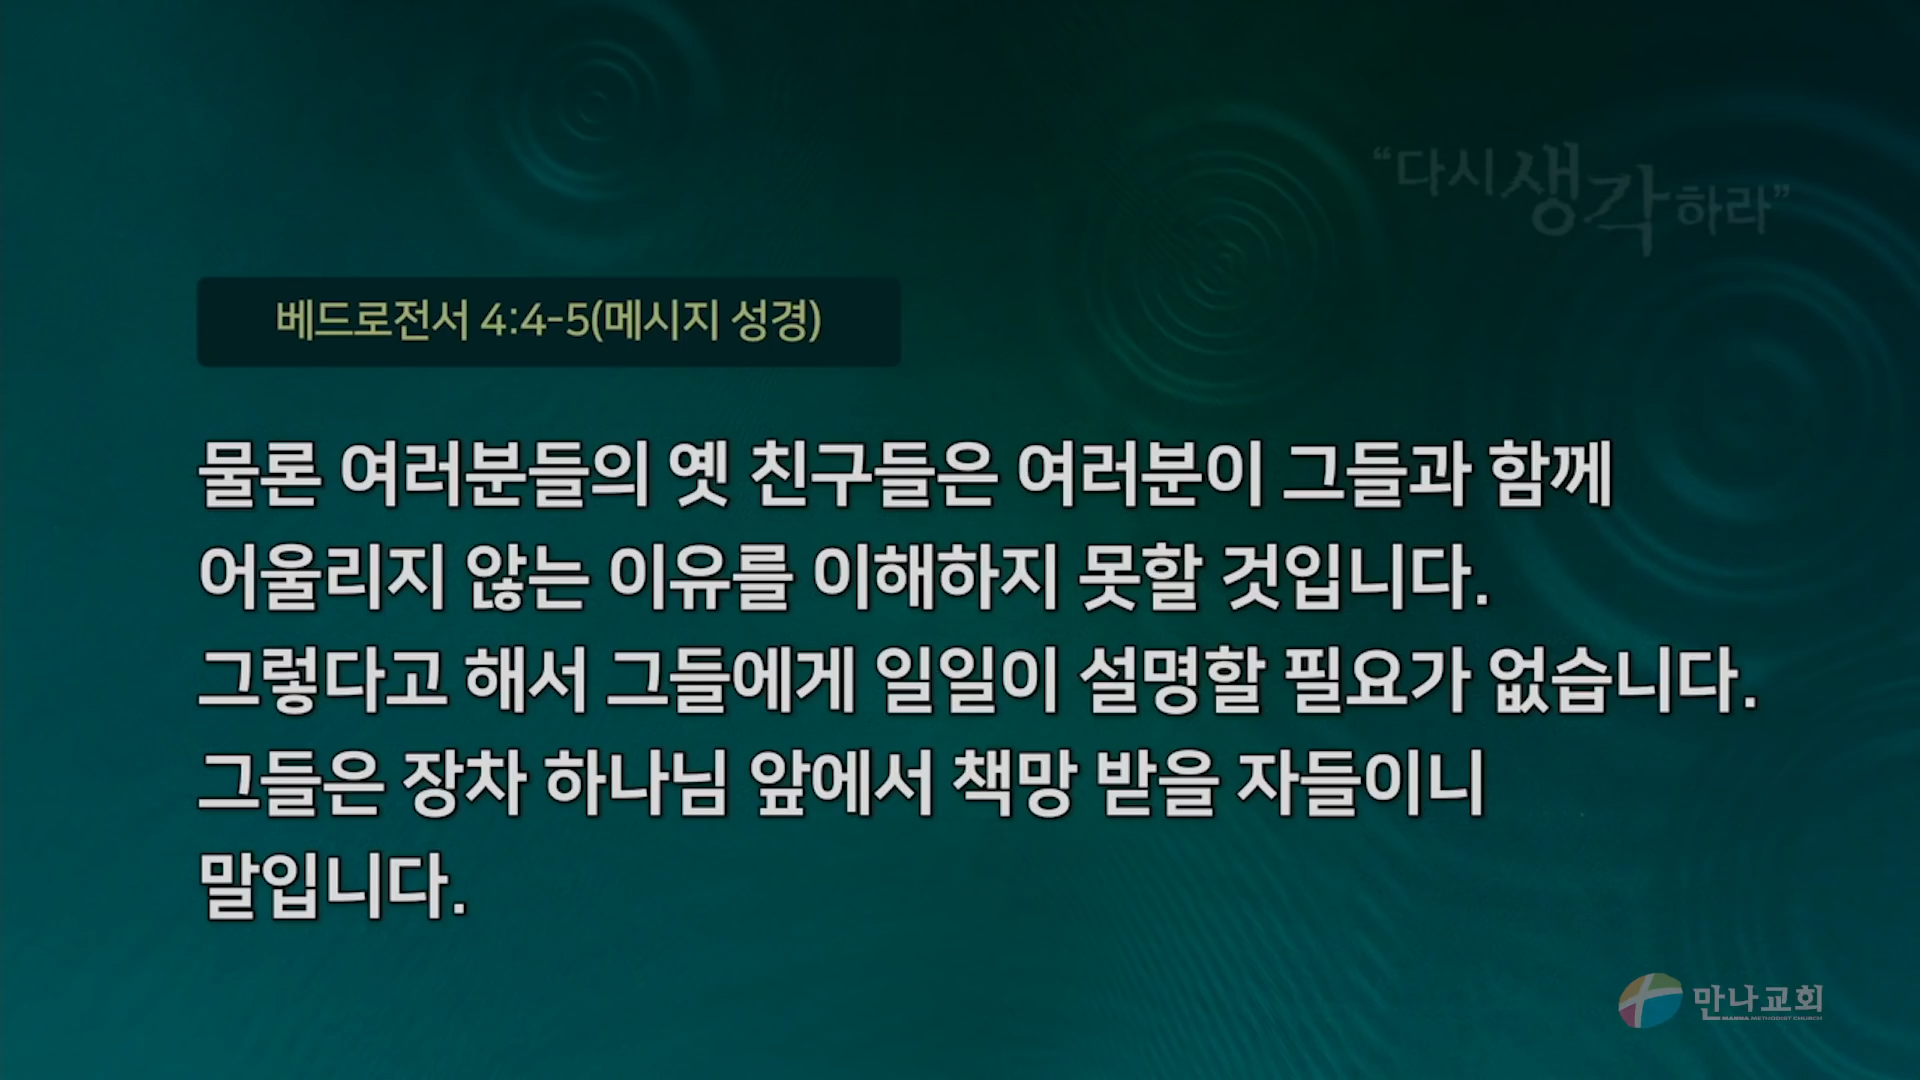 “다시생각하라”
베드로전서 4:4-5(메시지 성경)
물론 여러분들의 옛 친구들은 여러분이 그들과 함께
어울리지 않는 이유를 이해하지 못할 것입니다.
그렇다고 해서 그들에게 일일이 설명할 필요가 없습니다.
그들은 장차 하나님 앞에서 책망 받을 자들이니
말입니다.
만나교회
MANNA METHODIST CHURCH